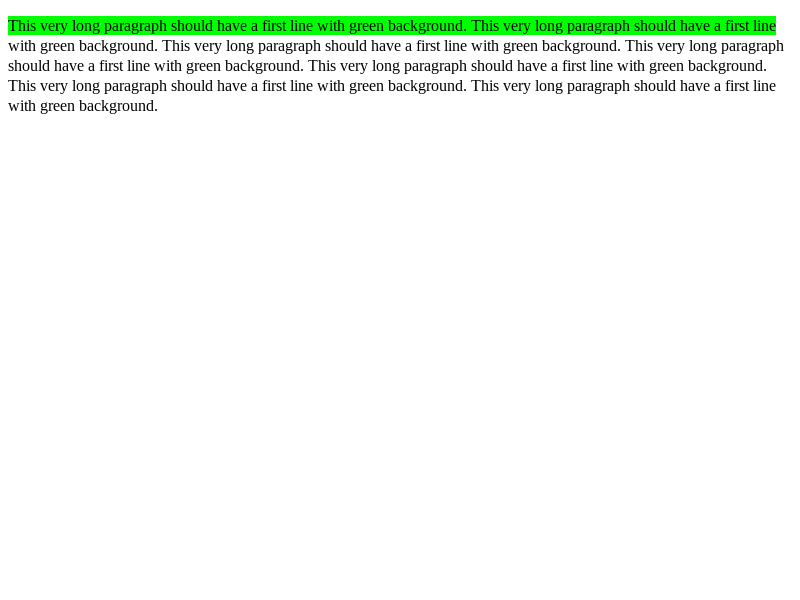 This very long paragraph should have a first line with green background. This very long paragraph should have a first line
with green background. This very long paragraph should have a first line with green background. This very long paragraph
should have a first line with green background. This very long paragraph should have a first line with green background.
This very long paragraph should have a first line with green background. This very long paragraph should have a first line
with green background.